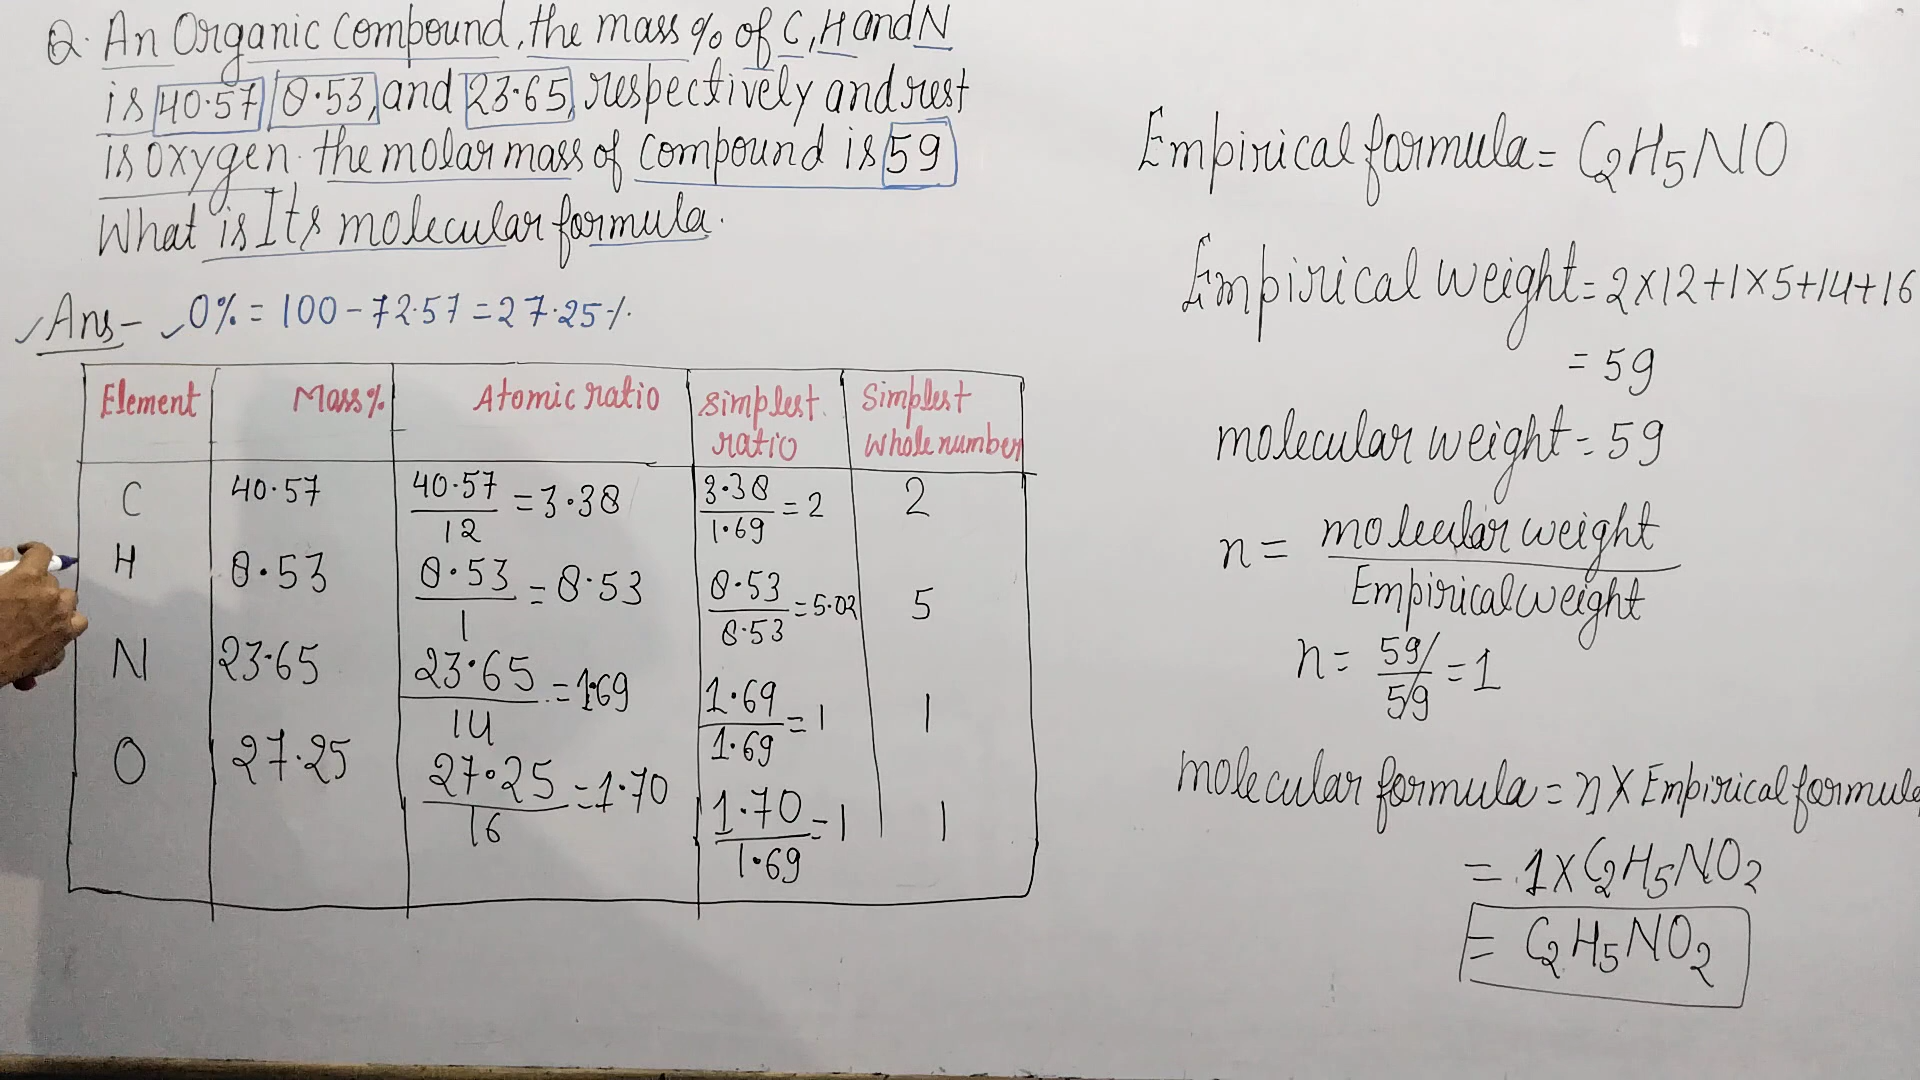 Q. An Organic Compound, the mass % of C, H and N
is 40.57, 8.53, and 23.65, respectively and rest
is oxygen. the molar mass of compound is 59
What is Its molecular formula.
Ans- O% = 100-72.57=27.25%
Element Mass% Atomic ratio Simplest ratio Simplest Whole number
C 40.57 40.57/12 = 3.38 3.38/1.69 = 2 2
H 8.53 8.53/1 = 8.53 8.53/8.53 = 5.02 5
N 23.65 23.65/14 = 1.69 1.69/1.69 = 1 1
O 27.25 27.25/16 = 1.70 1.70/1.69 = 1 1
Empirical formula = C2H5NO
Empirical weight = 2×12+1×5+14+16
= 59
molecular weight = 59
n = molecular weight/Empirical weight
n = 59/59 = 1
molecular formula = n × Empirical formula
= 1×C2H5NO2
= C2H5NO2